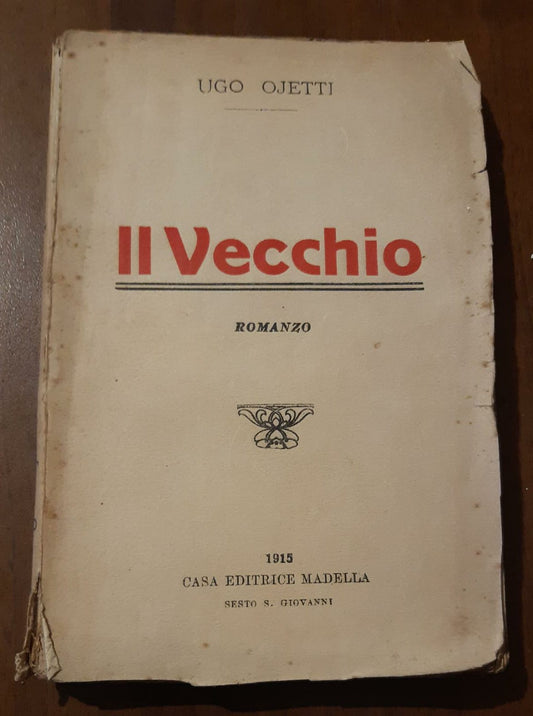 UGO OJETTI
Il Vecchio
ROMANZO
1915
CASA EDITRICE MADELLA
SESTO S. GIOVANNI